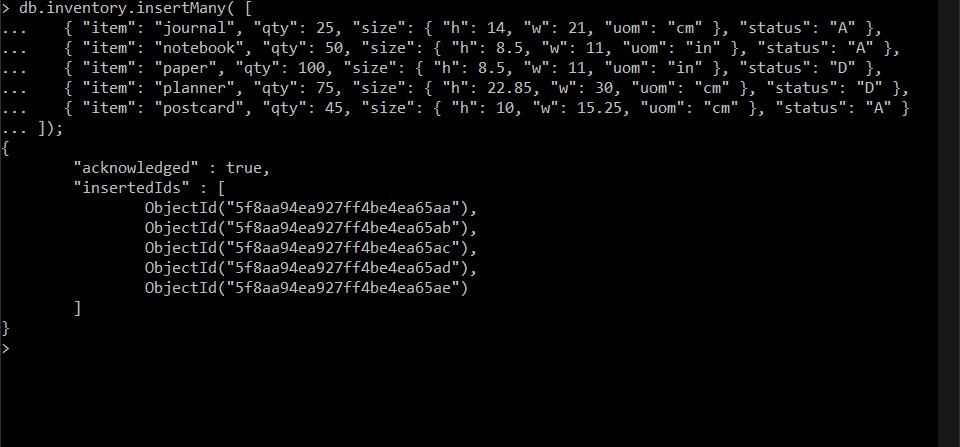 > db.inventory.insertMany( [
...    { "item": "journal", "qty": 25, "size": { "h": 14, "w": 21, "uom": "cm" }, "status": "A" },
...    { "item": "notebook", "qty": 50, "size": { "h": 8.5, "w": 11, "uom": "in" }, "status": "A" },
...    { "item": "paper", "qty": 100, "size": { "h": 8.5, "w": 11, "uom": "in" }, "status": "D" },
...    { "item": "planner", "qty": 75, "size": { "h": 22.85, "w": 30, "uom": "cm" }, "status": "D" },
...    { "item": "postcard", "qty": 45, "size": { "h": 10, "w": 15.25, "uom": "cm" }, "status": "A" }
... ]);
{
        "acknowledged" : true,
        "insertedIds" : [
                ObjectId("5f8aa94ea927ff4be4ea65aa"),
                ObjectId("5f8aa94ea927ff4be4ea65ab"),
                ObjectId("5f8aa94ea927ff4be4ea65ac"),
                ObjectId("5f8aa94ea927ff4be4ea65ad"),
                ObjectId("5f8aa94ea927ff4be4ea65ae")
        ]
}
>